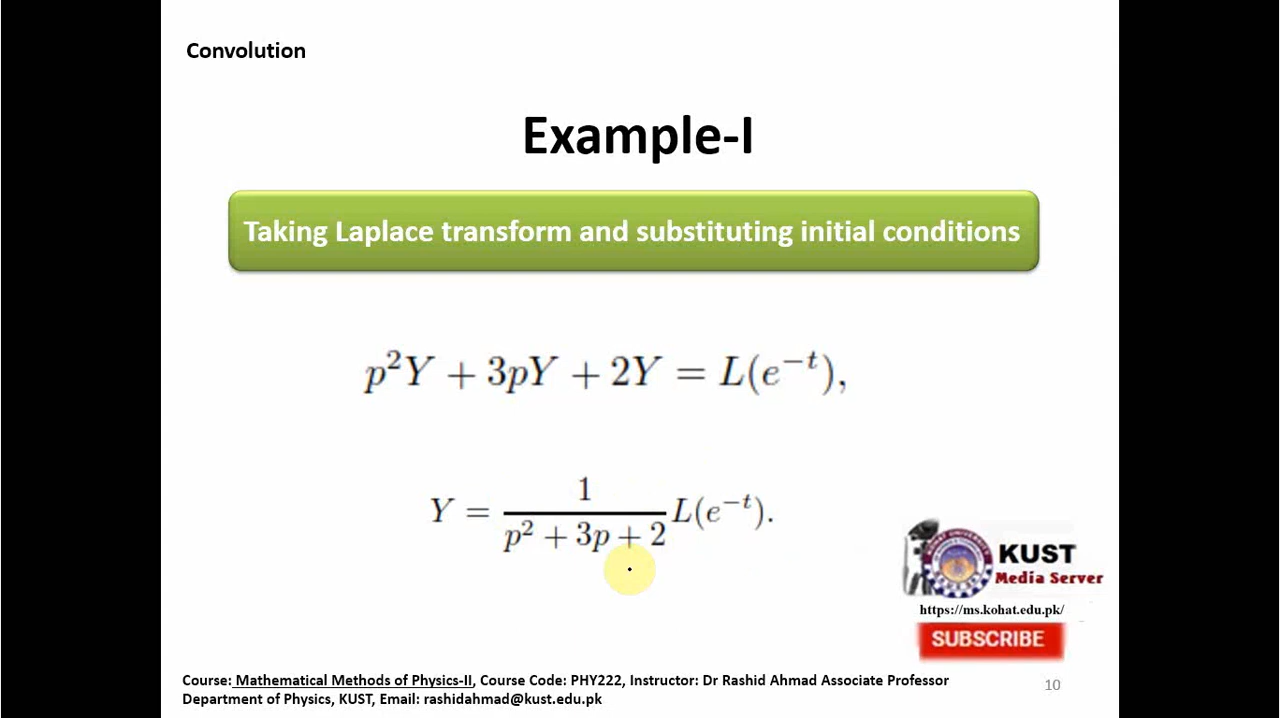 Convolution
Example-I
Taking Laplace transform and substituting initial conditions
p²Y + 3pY + 2Y = L(e⁻ᵗ),
Y = 1/(p² + 3p + 2) L(e⁻ᵗ).
KUST
Media Server
https://ms.kohat.edu.pk/
SUBSCRIBE
Course: Mathematical Methods of Physics-II, Course Code: PHY222, Instructor: Dr Rashid Ahmad Associate Professor
Department of Physics, KUST, Email: rashidahmad@kust.edu.pk
10